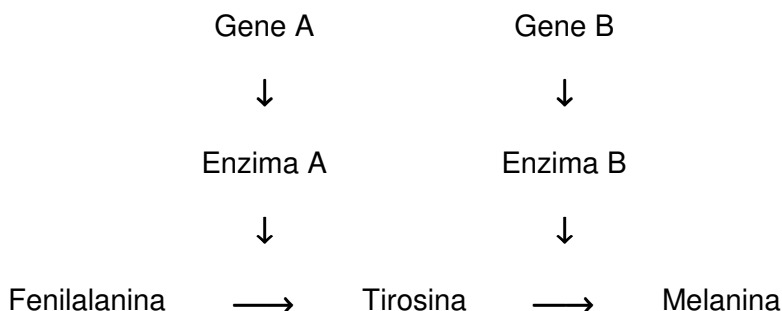 Gene A Gene B
↓ ↓
Enzima A Enzima B
↓ ↓
Fenilalanina ⟶ Tirosina ⟶ Melanina